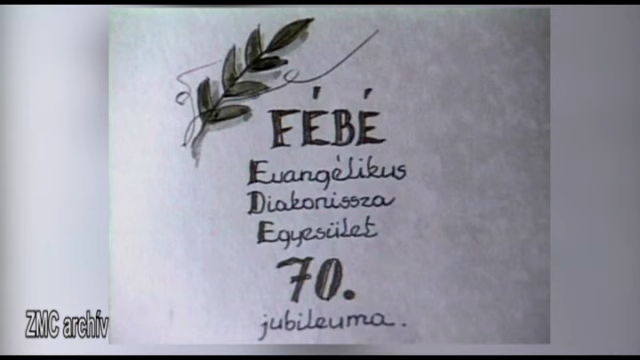 FÉBÉ
Evangélikus
Diakonissza
Egyesület
70.
jubileuma.
ZMC archív